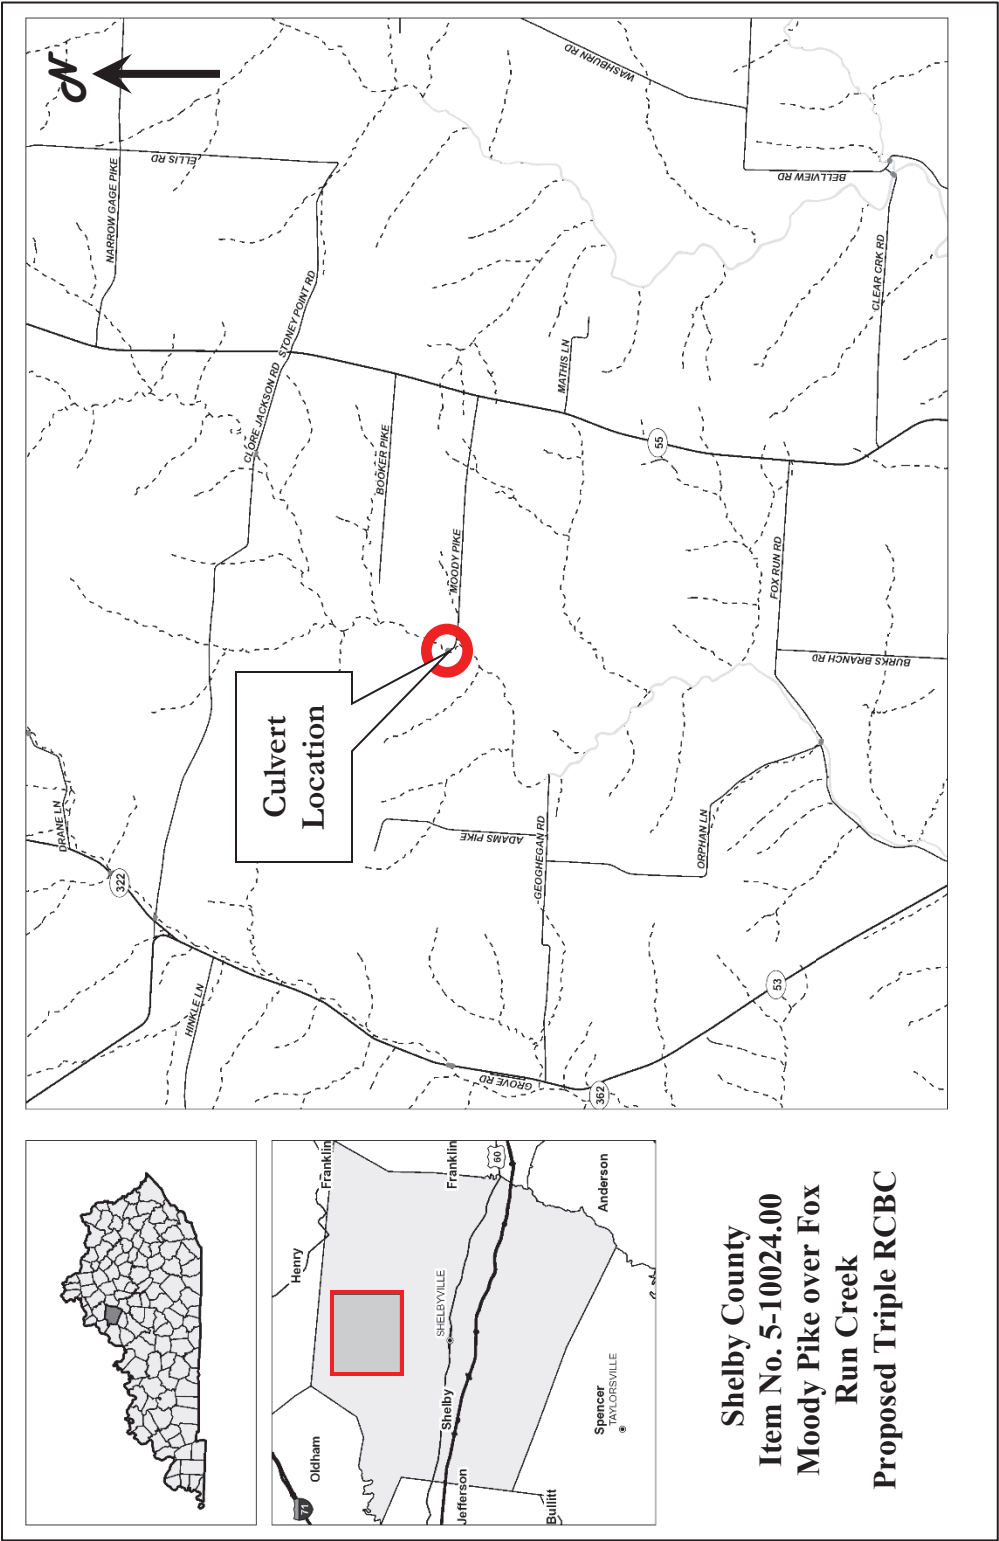 N
WASHBURN RD
ELLIS RD
NARROW GAGE PIKE
BELLVIEW RD
CLEAR CRK RD
STONEY POINT RD
CLORE JACKSON RD
MATHIS LN
BOOKER PIKE
55
MOODY PIKE
FOX RUN RD
BURKS BRANCH RD
Culvert
Location
DRANE LN
322
ADAMS PIKE
GEOGHEGAN RD
ORPHAN LN
HINKLE LN
53
GROVE RD
362
Franklin
Franklin
60
Anderson
Henry
SHELBYVILLE
Shelby
Spencer
TAYLORSVILLE
Oldham
71
Jefferson
Bullitt
Shelby County
Item No. 5-10024.00
Moody Pike over Fox
Run Creek
Proposed Triple RCBC